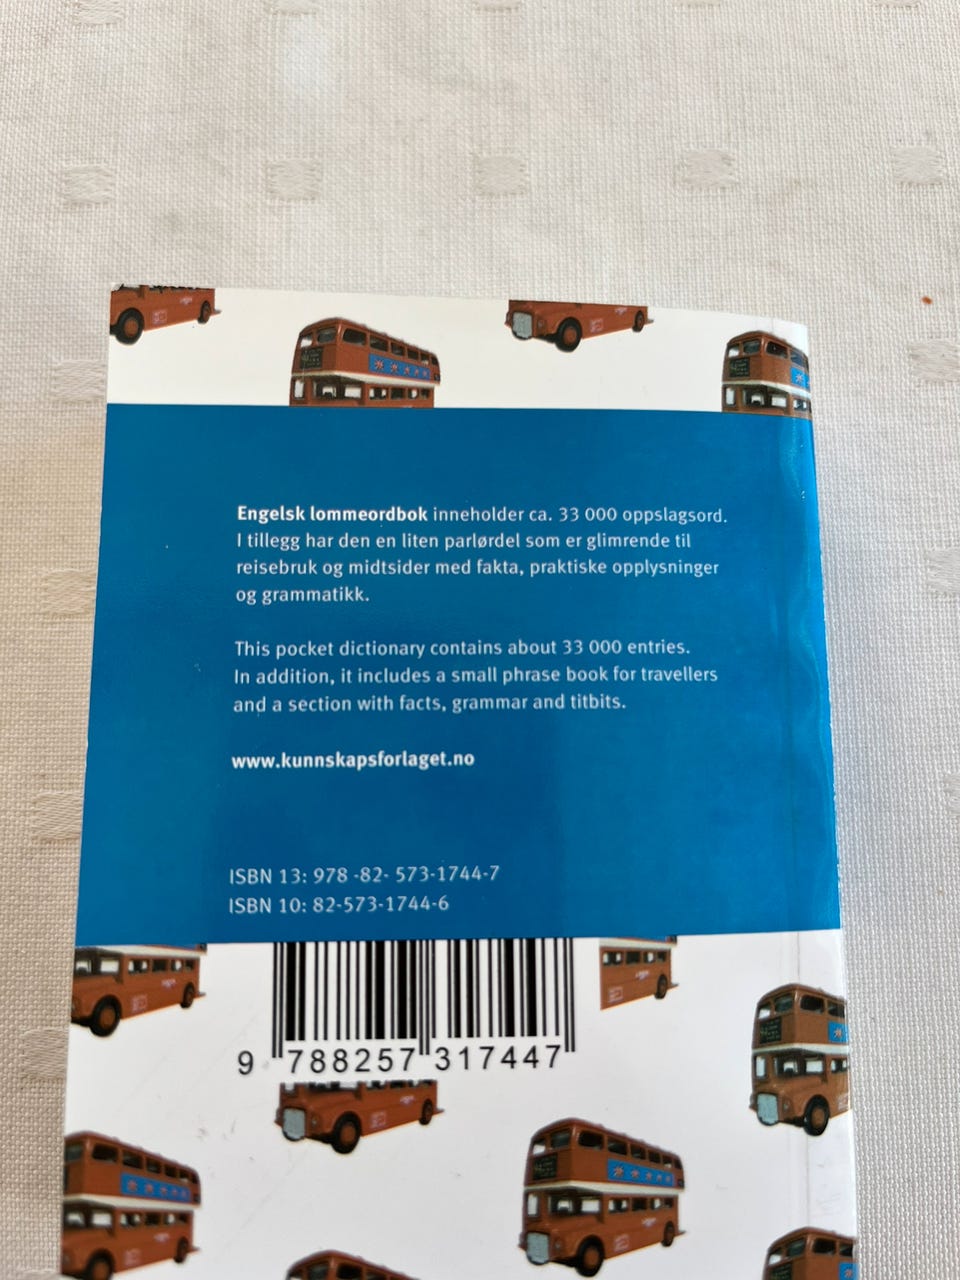 Engelsk lommeordbok inneholder ca. 33 000 oppslagsord.
I tillegg har den en liten parlørdel som er glimrende til
reisebruk og midtsider med fakta, praktiske opplysninger
og grammatikk.
This pocket dictionary contains about 33 000 entries.
In addition, it includes a small phrase book for travellers
and a section with facts, grammar and titbits.
www.kunnskapsforlaget.no
ISBN 13: 978 -82- 573-1744-7
ISBN 10: 82-573-1744-6
9 788257 317447